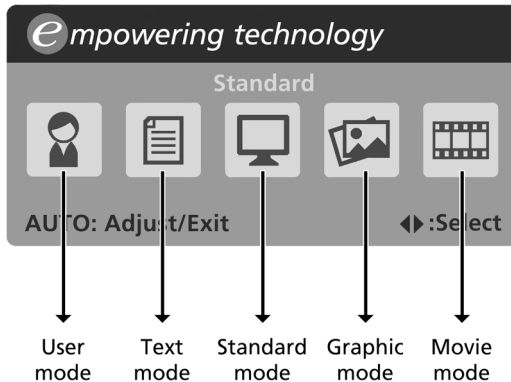 empowering technology
Standard
AUTO: Adjust/Exit ◀▶:Select
User mode
Text mode
Standard mode
Graphic mode
Movie mode